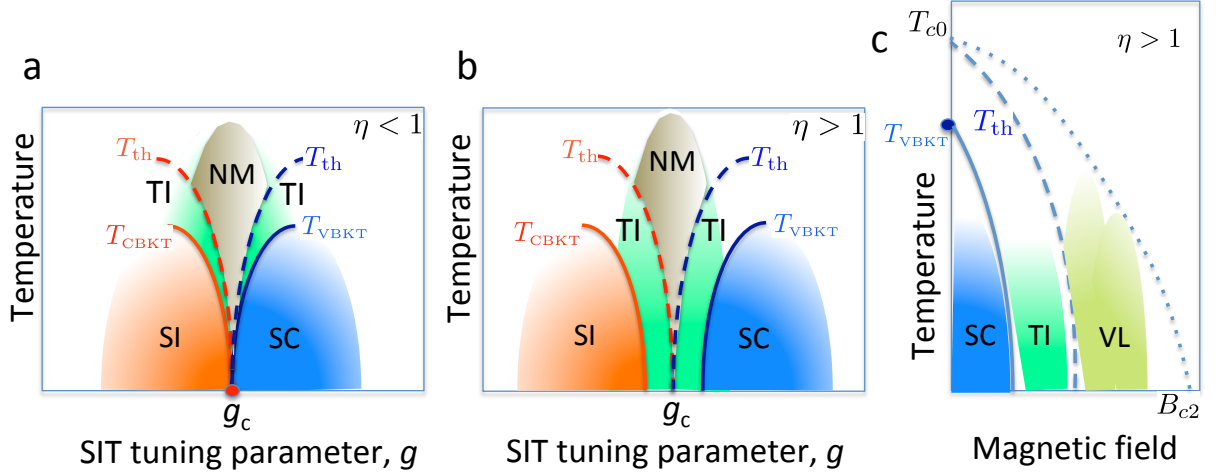 a
η < 1
T_th
NM
T_th
TI
TI
T_CBKT
T_VBKT
SI
SC
Temperature
g_c
SIT tuning parameter, g
b
η > 1
T_th
NM
T_th
TI
TI
T_CBKT
T_VBKT
SI
SC
Temperature
g_c
SIT tuning parameter, g
c
T_c0
η > 1
T_VBKT
T_th
SC
TI
VL
Temperature
B_c2
Magnetic field